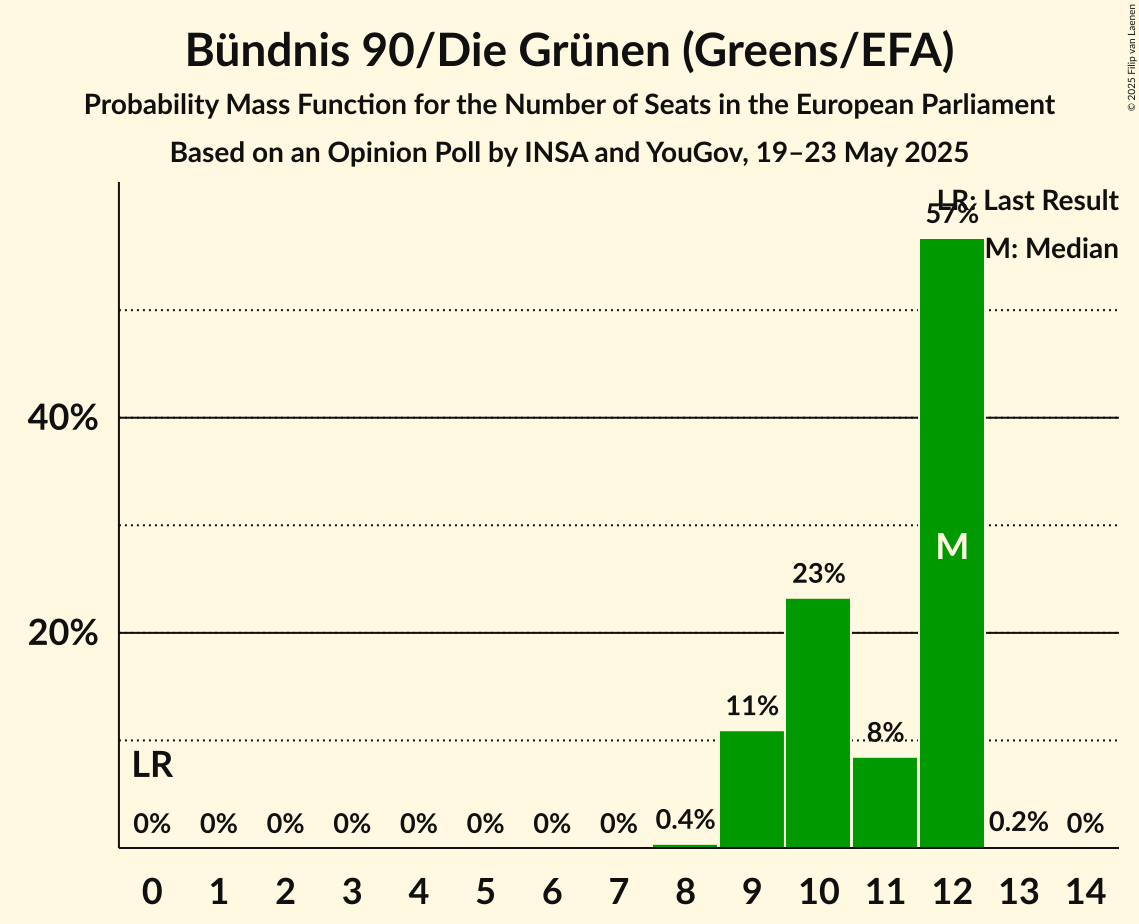 Bündnis 90/Die Grünen (Greens/EFA)
Probability Mass Function for the Number of Seats in the European Parliament
Based on an Opinion Poll by INSA and YouGov, 19–23 May 2025
© 2025 Filip van Laenen
LR: Last Result
M: Median
57%
40%
M
23%
20%
11%
8%
LR
0% 0% 0% 0% 0% 0% 0% 0% 0.4% 0.2% 0%
0 1 2 3 4 5 6 7 8 9 10 11 12 13 14